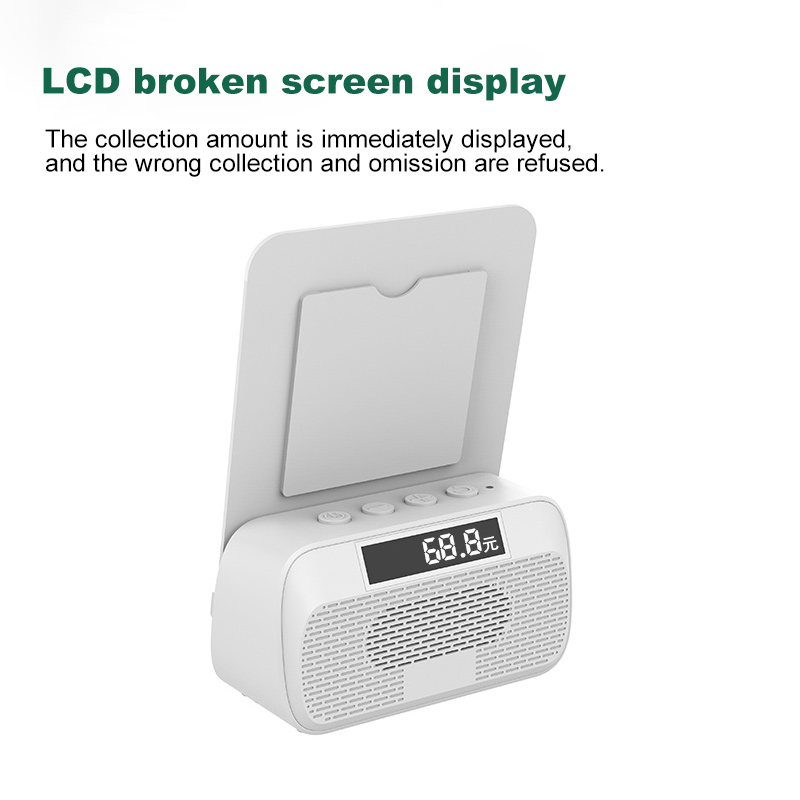 LCD broken screen display
The collection amount is immediately displayed,
and the wrong collection and omission are refused.
68.8元